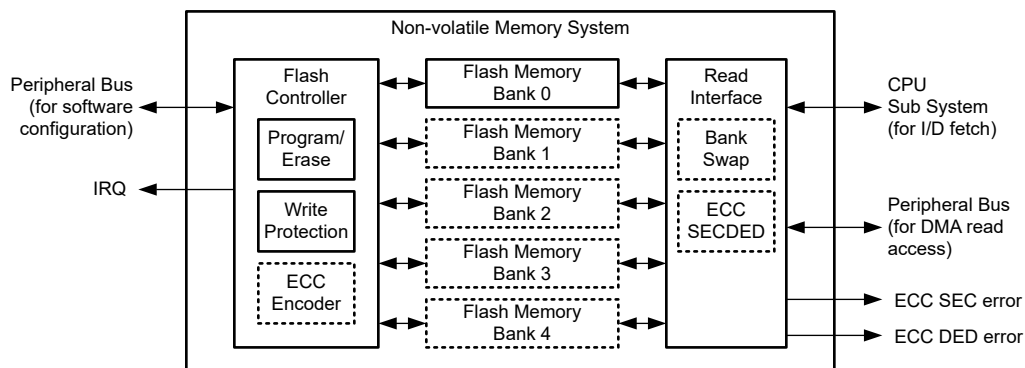 Non-volatile Memory System
Peripheral Bus
(for software
configuration)
IRQ
Flash
Controller
Program/
Erase
Write
Protection
ECC
Encoder
Flash Memory
Bank 0
Flash Memory
Bank 1
Flash Memory
Bank 2
Flash Memory
Bank 3
Flash Memory
Bank 4
Read
Interface
Bank
Swap
ECC
SECDED
CPU
Sub System
(for I/D fetch)
Peripheral Bus
(for DMA read
access)
ECC SEC error
ECC DED error